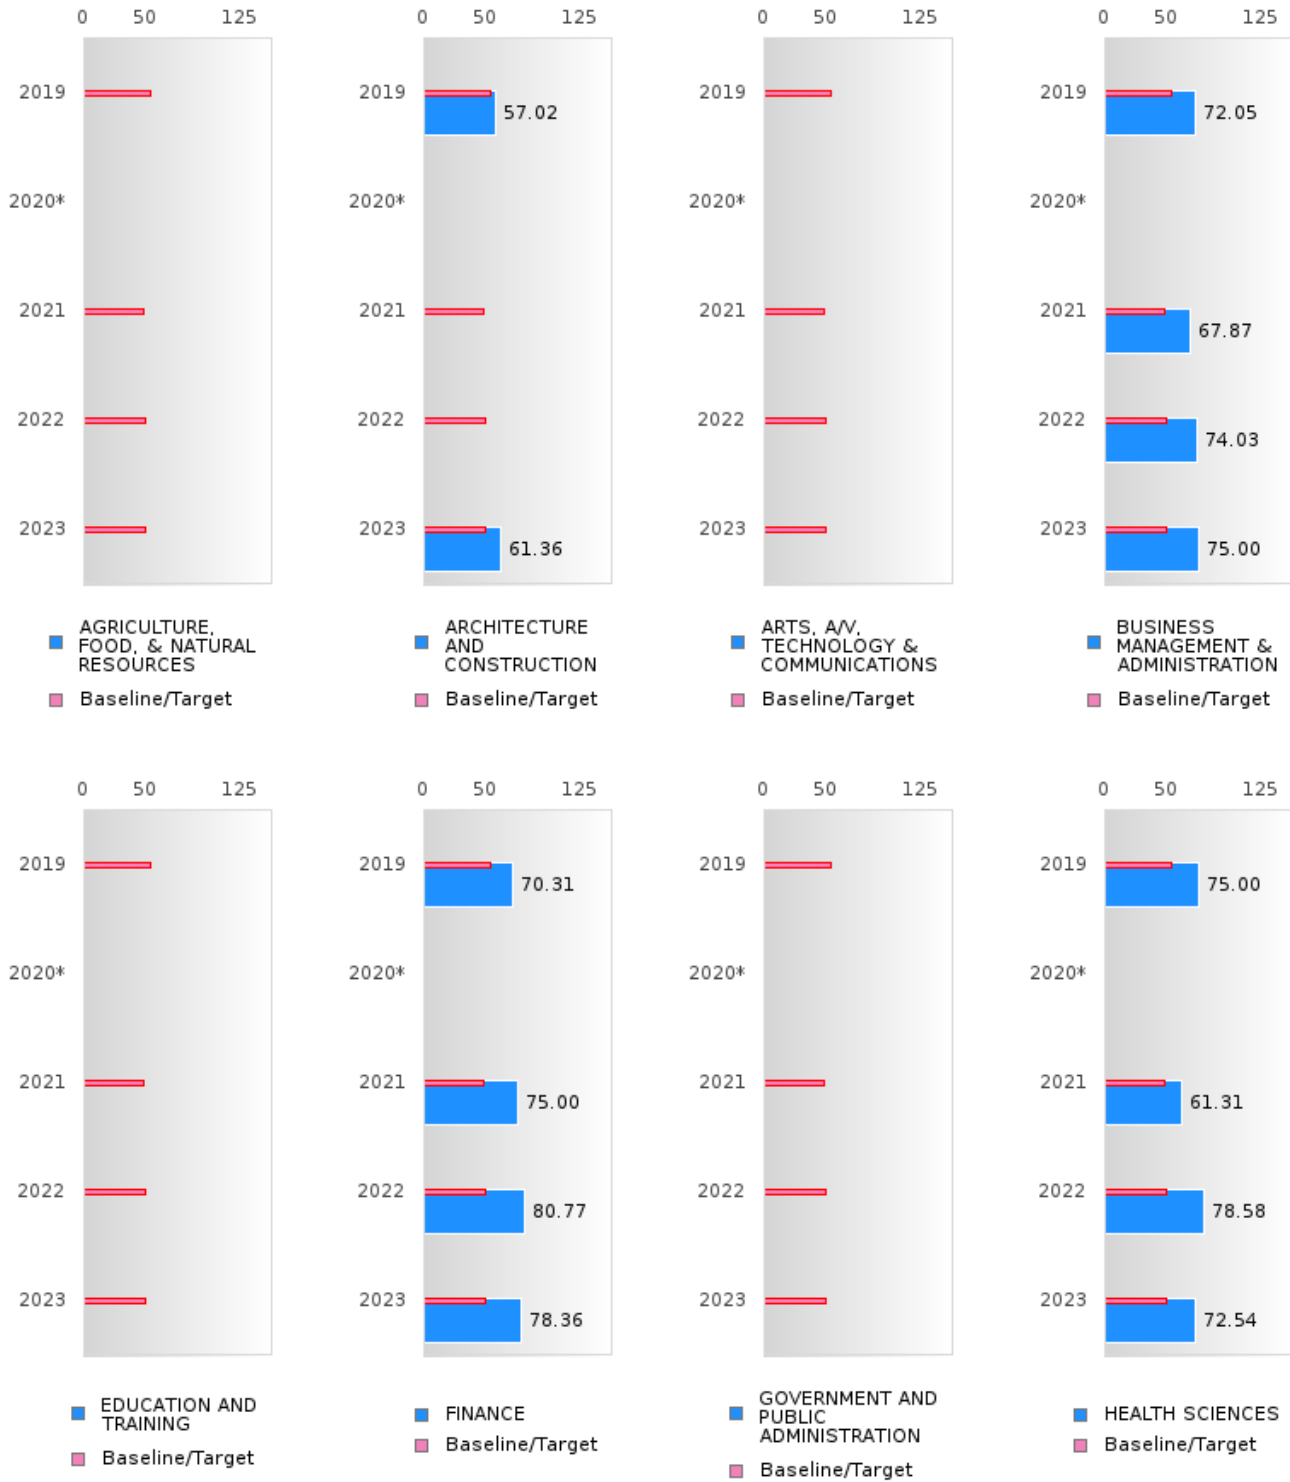 0 50 125
2019
2020*
2021
2022
2023
AGRICULTURE,
FOOD, & NATURAL
RESOURCES
Baseline/Target
0 50 125
2019
57.02
2020*
2021
2022
2023
61.36
ARCHITECTURE
AND
CONSTRUCTION
Baseline/Target
0 50 125
2019
2020*
2021
2022
2023
ARTS, A/V,
TECHNOLOGY &
COMMUNICATIONS
Baseline/Target
0 50 125
2019
72.05
2020*
2021
67.87
2022
74.03
2023
75.00
BUSINESS
MANAGEMENT &
ADMINISTRATION
Baseline/Target
0 50 125
2019
2020*
2021
2022
2023
EDUCATION AND
TRAINING
Baseline/Target
0 50 125
2019
70.31
2020*
2021
75.00
2022
80.77
2023
78.36
FINANCE
Baseline/Target
0 50 125
2019
2020*
2021
2022
2023
GOVERNMENT AND
PUBLIC
ADMINISTRATION
Baseline/Target
0 50 125
2019
75.00
2020*
2021
61.31
2022
78.58
2023
72.54
HEALTH SCIENCES
Baseline/Target